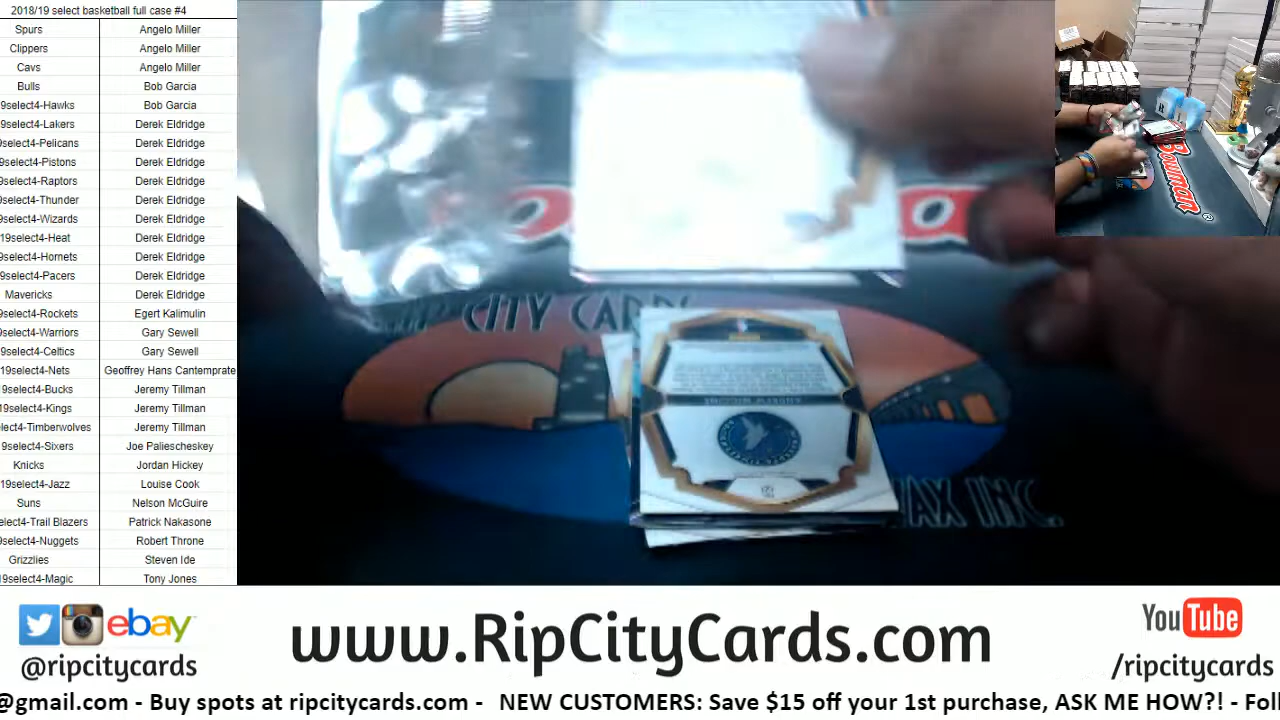 2018/19 select basketball full case #4
Spurs Angelo Miller
Clippers Angelo Miller
Cavs Angelo Miller
Bulls Bob Garcia
9select4-Hawks Bob Garcia
9select4-Lakers Derek Eldridge
9select4-Pelicans Derek Eldridge
9select4-Pistons Derek Eldridge
9select4-Raptors Derek Eldridge
9select4-Thunder Derek Eldridge
9select4-Wizards Derek Eldridge
19select4-Heat Derek Eldridge
9select4-Hornets Derek Eldridge
9select4-Pacers Derek Eldridge
Mavericks Derek Eldridge
9select4-Rockets Egert Kalimulin
9select4-Warriors Gary Sewell
9select4-Celtics Gary Sewell
19select4-Nets Geoffrey Hans Cantemprate
9select4-Bucks Jeremy Tillman
9select4-Kings Jeremy Tillman
elect4-Timberwolves Jeremy Tillman
9select4-Sixers Joe Paliescheskey
Knicks Jordan Hickey
19select4-Jazz Louise Cook
Suns Nelson McGuire
elect4-Trail Blazers Patrick Nakasone
9select4-Nuggets Robert Throne
Grizzlies Steven Ide
19select4-Magic Tony Jones
CITY CARDS
WAX INC.
ANDREW WIGGINS
Bowman
ebay
@ripcitycards
www.RipCityCards.com
YouTube
/ripcitycards
@gmail.com - Buy spots at ripcitycards.com - NEW CUSTOMERS: Save $15 off your 1st purchase, ASK ME HOW?! - Foll